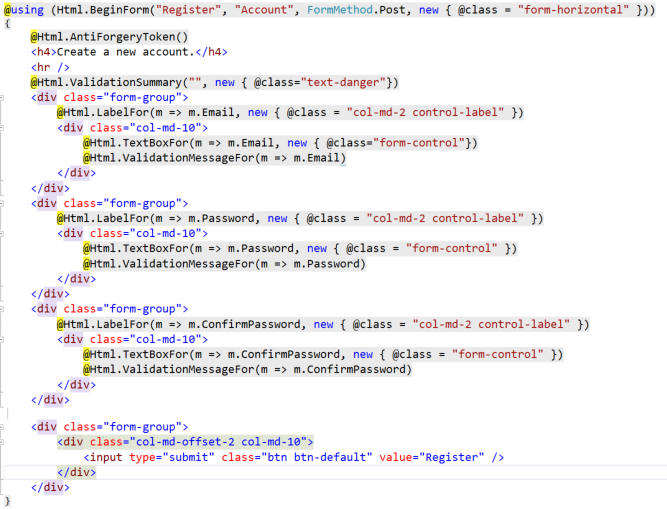 @using (Html.BeginForm("Register", "Account", FormMethod.Post, new { @class = "form-horizontal" }))
{
    @Html.AntiForgeryToken()
    <h4>Create a new account.</h4>
    <hr />
    @Html.ValidationSummary("", new { @class="text-danger"})
    <div class="form-group">
        @Html.LabelFor(m => m.Email, new { @class = "col-md-2 control-label" })
        <div class="col-md-10">
            @Html.TextBoxFor(m => m.Email, new { @class="form-control"})
            @Html.ValidationMessageFor(m => m.Email)
        </div>
    </div>
    <div class="form-group">
        @Html.LabelFor(m => m.Password, new { @class = "col-md-2 control-label" })
        <div class="col-md-10">
            @Html.TextBoxFor(m => m.Password, new { @class = "form-control" })
            @Html.ValidationMessageFor(m => m.Password)
        </div>
    </div>
    <div class="form-group">
        @Html.LabelFor(m => m.ConfirmPassword, new { @class = "col-md-2 control-label" })
        <div class="col-md-10">
            @Html.TextBoxFor(m => m.ConfirmPassword, new { @class = "form-control" })
            @Html.ValidationMessageFor(m => m.ConfirmPassword)
        </div>
    </div>

    <div class="form-group">
        <div class="col-md-offset-2 col-md-10">
            <input type="submit" class="btn btn-default" value="Register" />
        </div>
    </div>
}